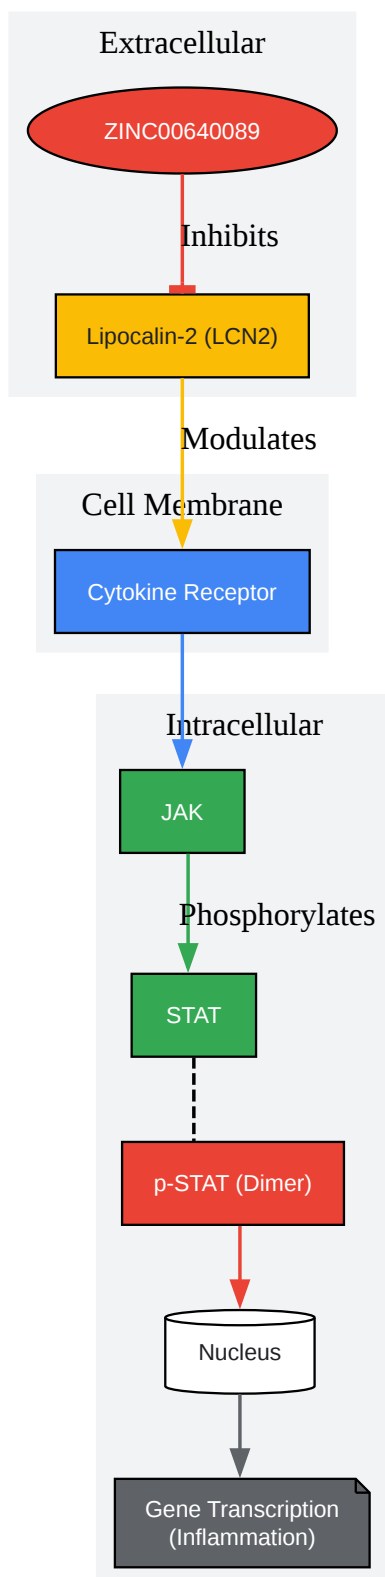 Extracellular
ZINC00640089
Inhibits
Lipocalin-2 (LCN2)
Modulates
Cell Membrane
Cytokine Receptor
Intracellular
JAK
Phosphorylates
STAT
p-STAT (Dimer)
Nucleus
Gene Transcription
(Inflammation)